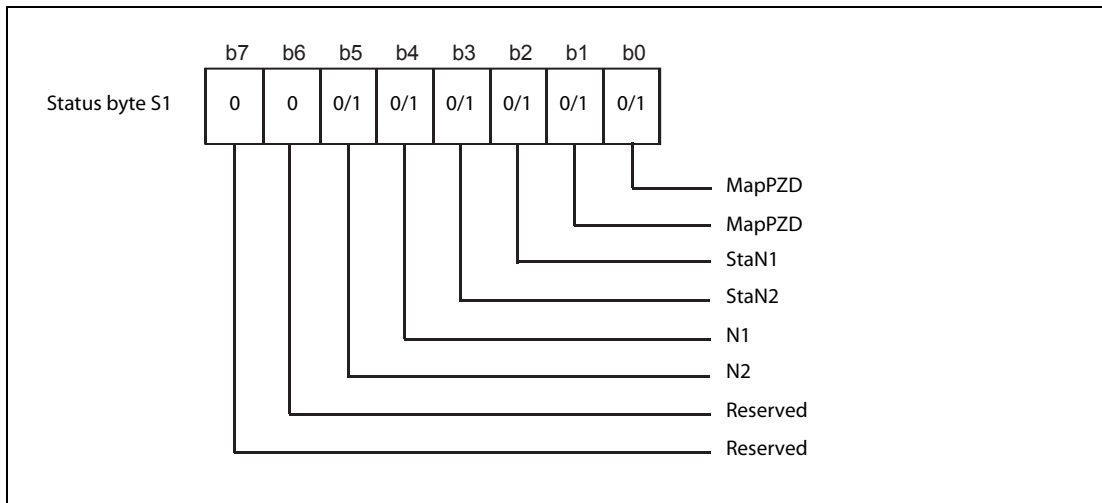 b7 b6 b5 b4 b3 b2 b1 b0
Status byte S1 0 0 0/1 0/1 0/1 0/1 0/1 0/1
MapPZD
MapPZD
StaN1
StaN2
N1
N2
Reserved
Reserved